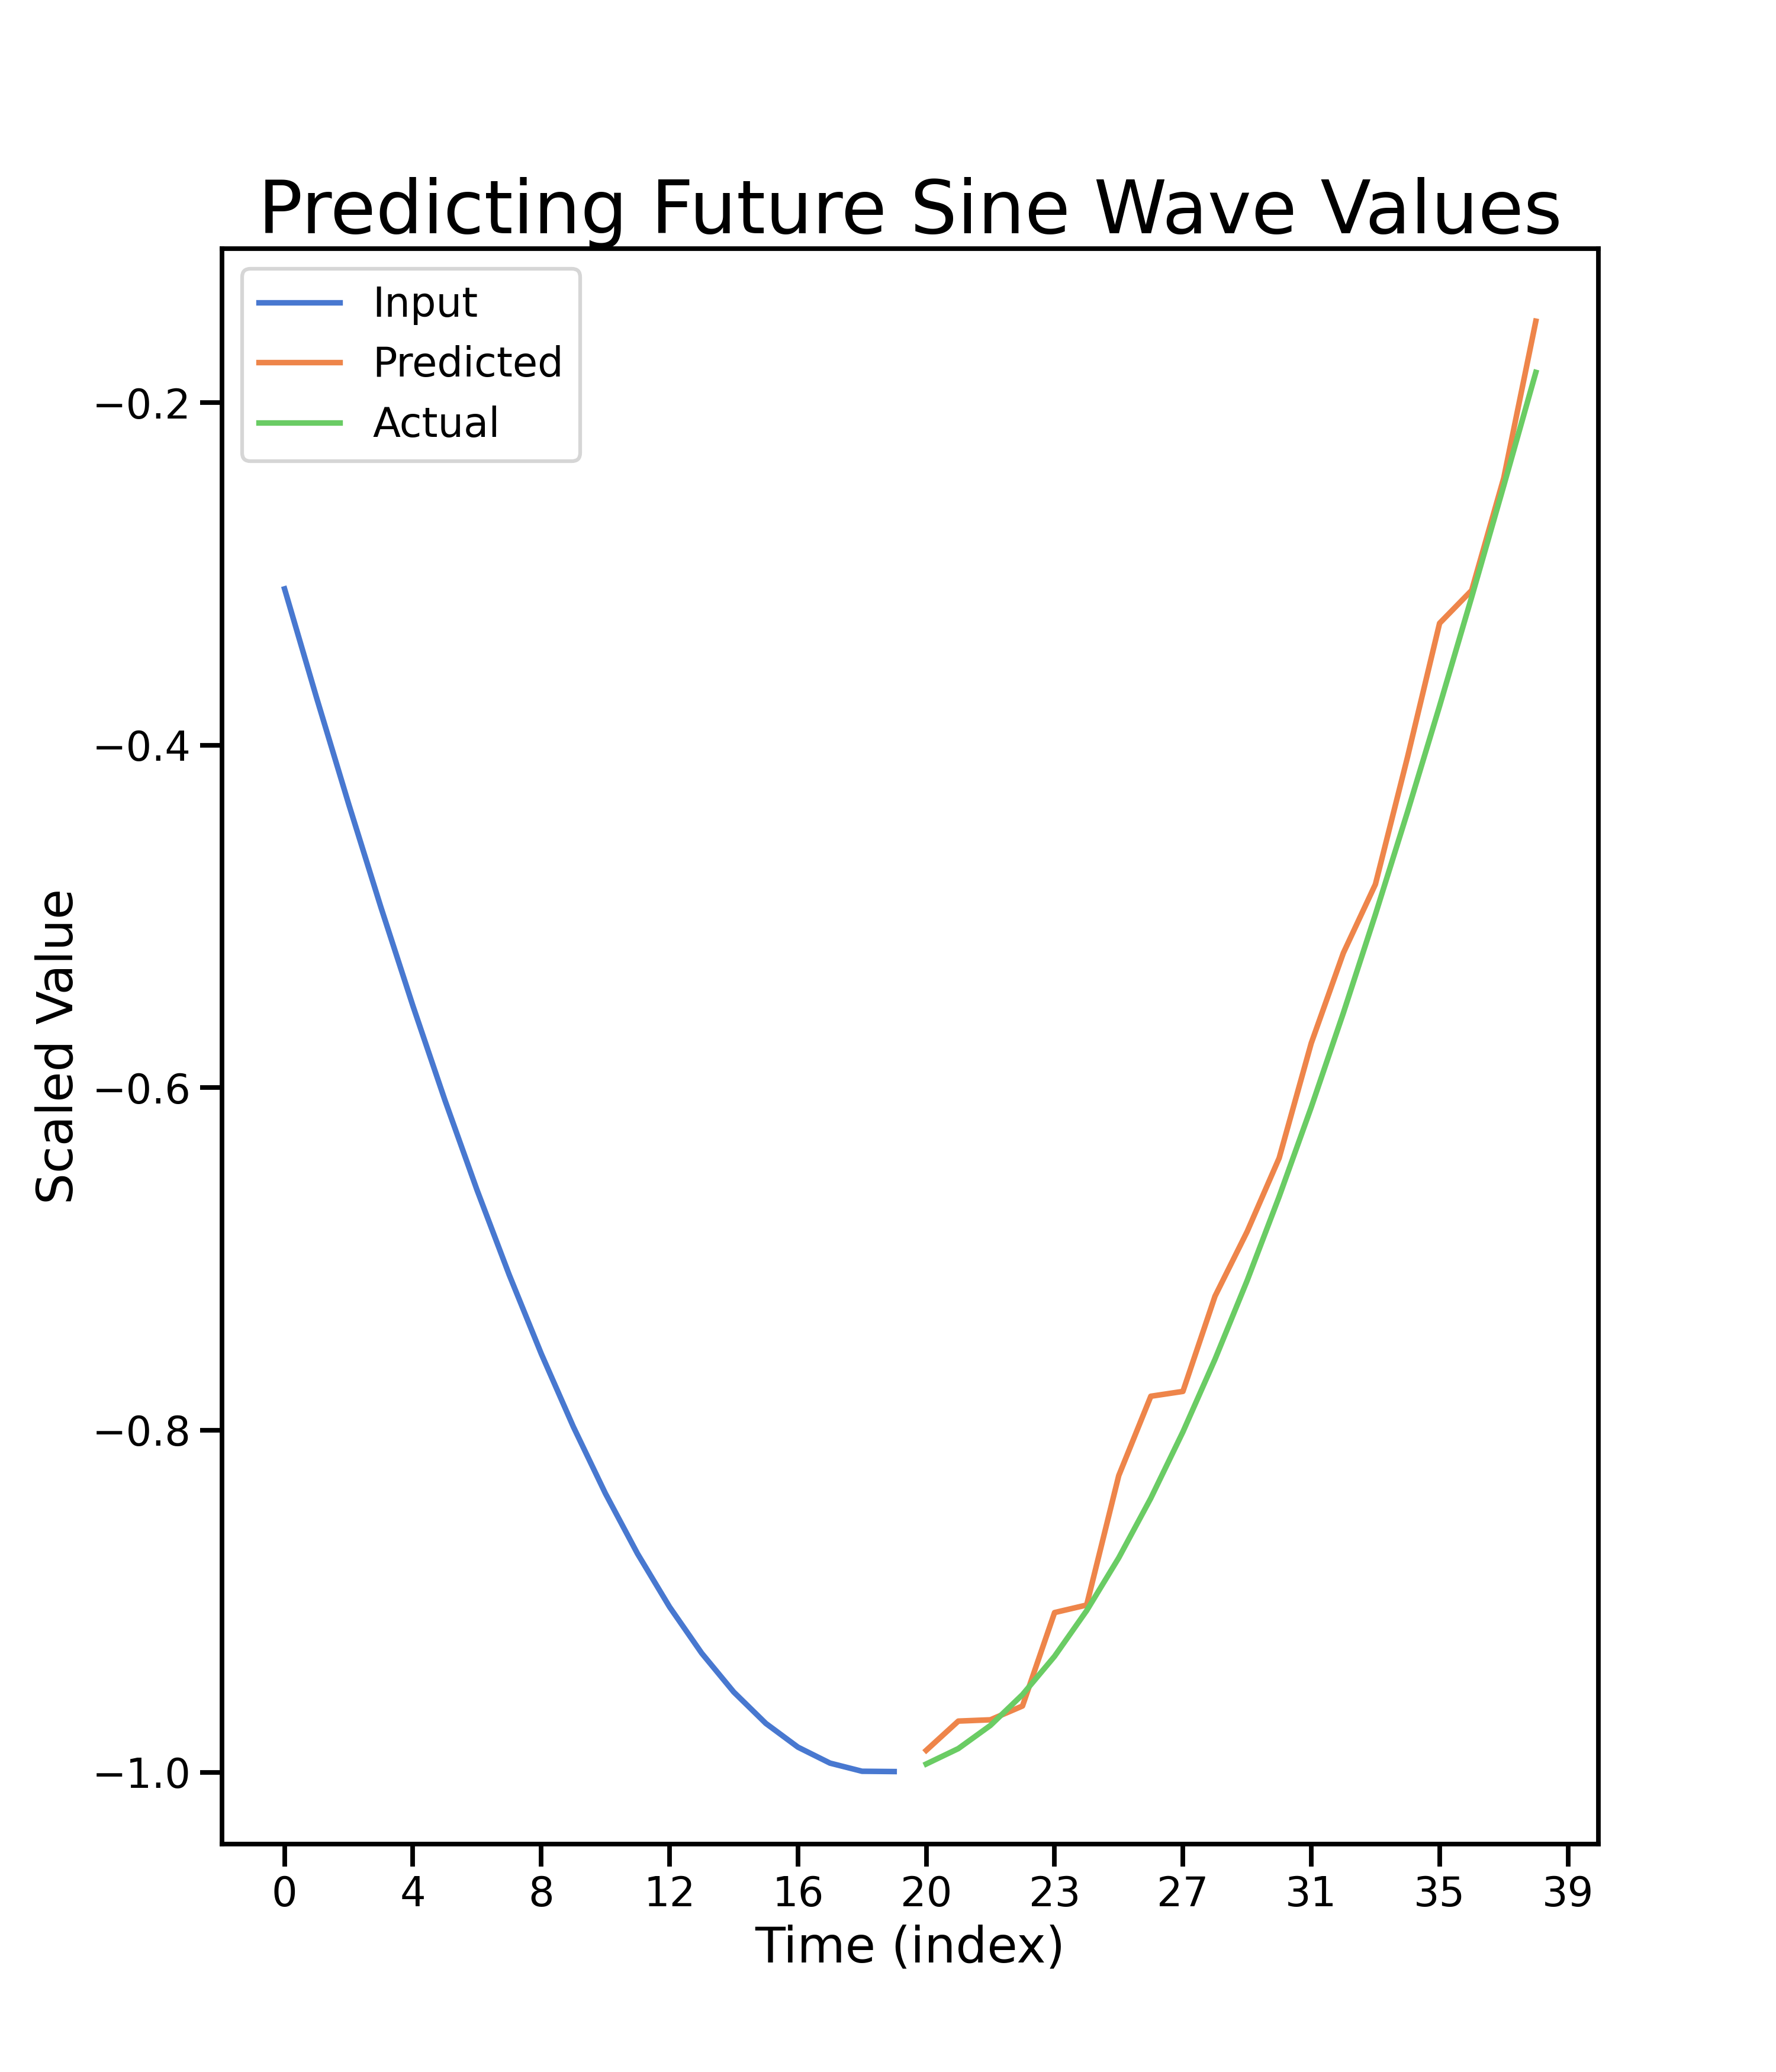 Predicting Future Sine Wave Values
Input
Predicted
Actual
−0.2
−0.4
−0.6
−0.8
−1.0
Scaled Value
0 4 8 12 16 20 23 27 31 35 39
Time (index)